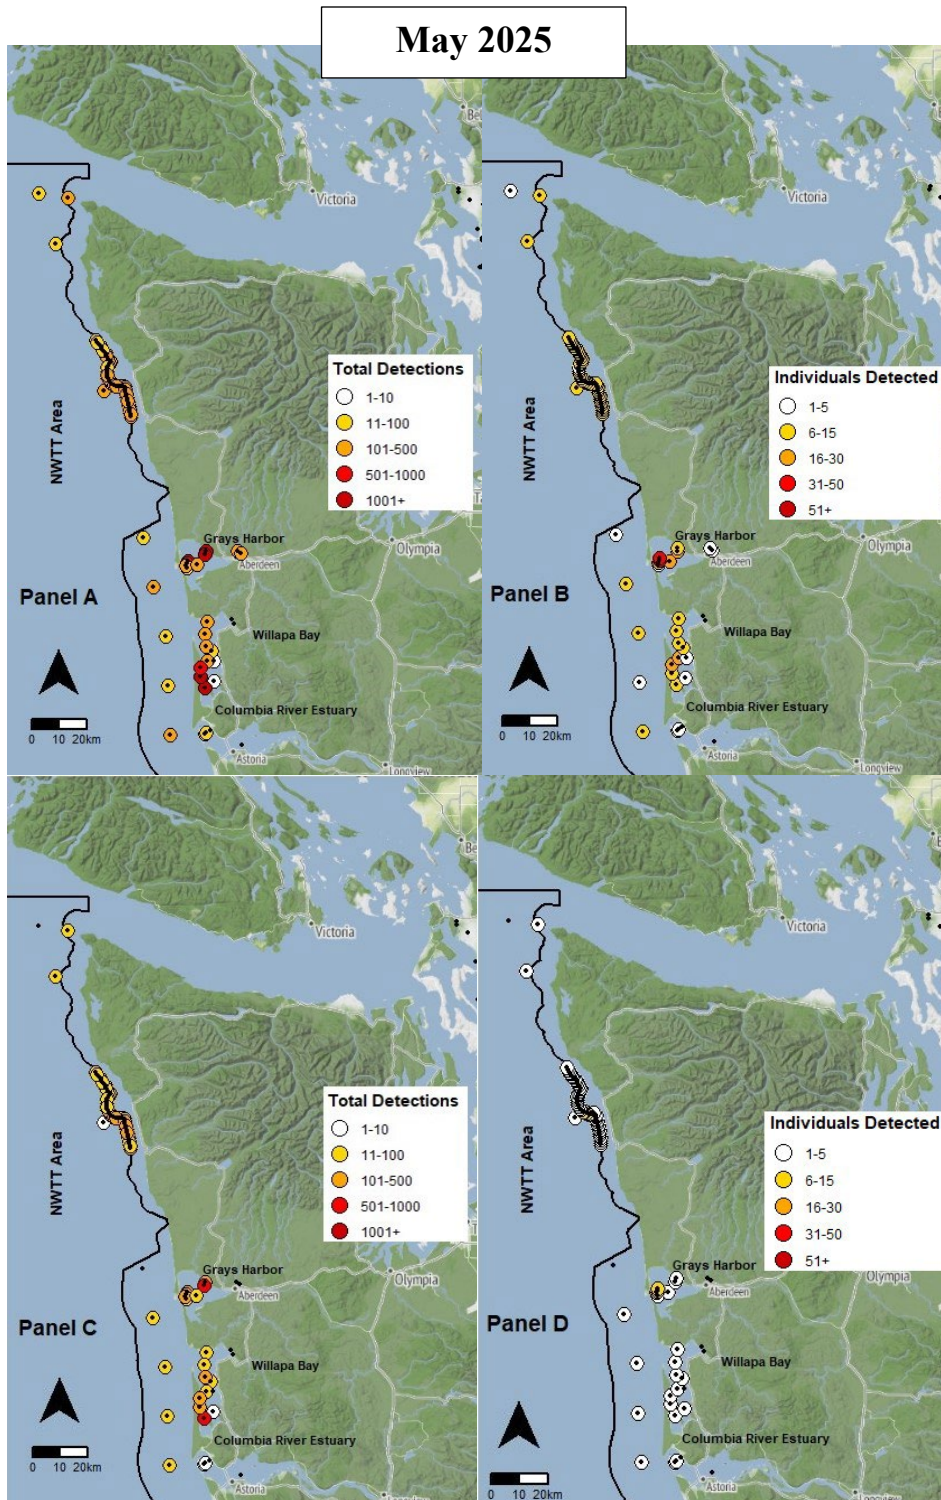 May 2025
Be
Victoria
Total Detections
1-10
11-100
101-500
501-1000
1001+
NWTT Area
Grays Harbor
Aberdeen
Olympia
Panel A
Willapa Bay
Columbia River Estuary
0 10 20km
Astoria
Longview
Victoria
Individuals Detected
1-5
6-15
16-30
31-50
51+
NWTT Area
Grays Harbor
Aberdeen
Olympia
Panel B
Willapa Bay
Columbia River Estuary
0 10 20km
Astoria
Longview
Be
Victoria
Total Detections
1-10
11-100
101-500
501-1000
1001+
NWTT Area
Grays Harbor
Aberdeen
Olympia
Panel C
Willapa Bay
Columbia River Estuary
0 10 20km
Astoria
Longview
Victoria
Individuals Detected
1-5
6-15
16-30
31-50
51+
NWTT Area
Grays Harbor
Aberdeen
Olympia
Panel D
Willapa Bay
Columbia River Estuary
0 10 20km
Astoria
Longview